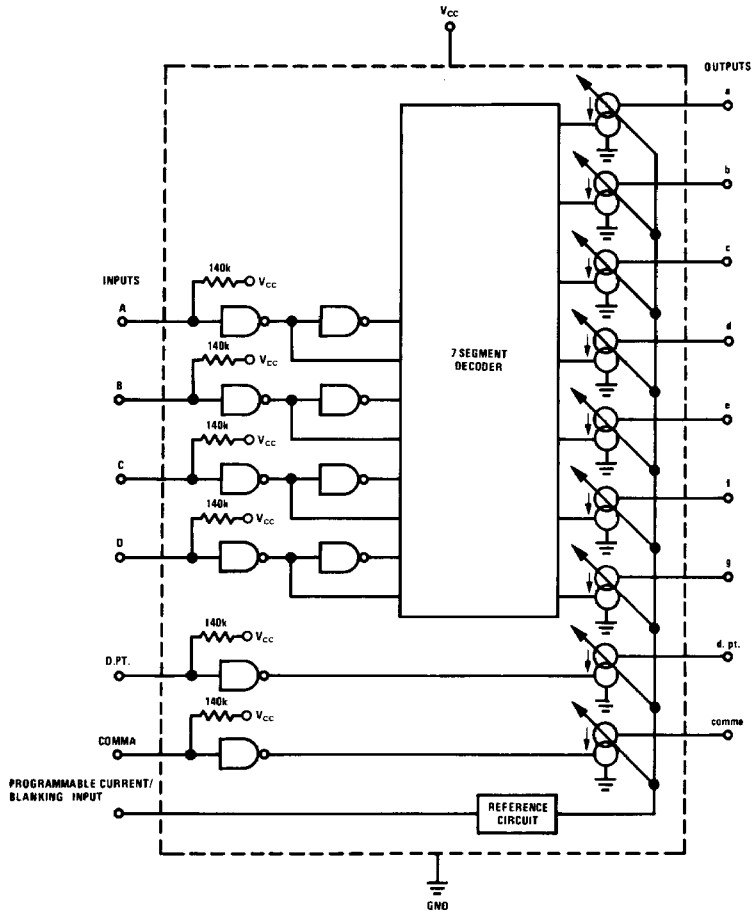 VCC
OUTPUTS
a
b
140k
INPUTS
VCC
c
A
140k
7 SEGMENT
DECODER
VCC
d
B
140k
VCC
e
C
140k
VCC
f
D
g
140k
VCC
d. pt.
D.PT.
140k
VCC
comma
COMMA
PROGRAMMABLE CURRENT/
BLANKING INPUT
REFERENCE
CIRCUIT
GND